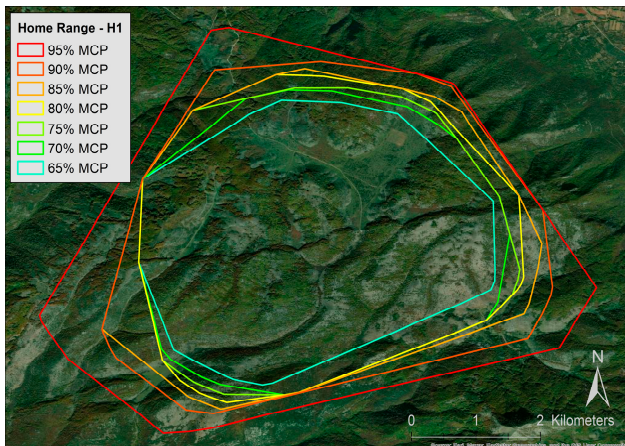 Home Range - H1
95% MCP
90% MCP
85% MCP
80% MCP
75% MCP
70% MCP
65% MCP
N
0 1 2 Kilometers